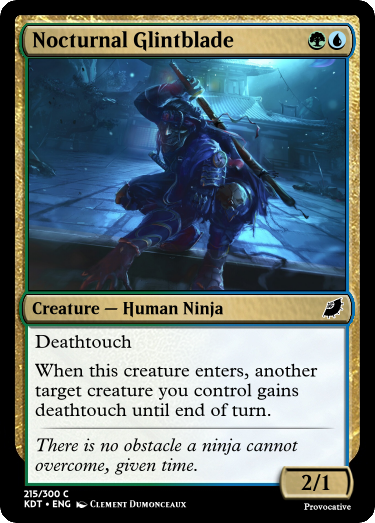 Nocturnal Glintblade
Creature — Human Ninja
Deathtouch
When this creature enters, another
target creature you control gains
deathtouch until end of turn.
There is no obstacle a ninja cannot
overcome, given time.
2/1
215/300 C
KDT • ENG Clement Dumonceaux
Provocative